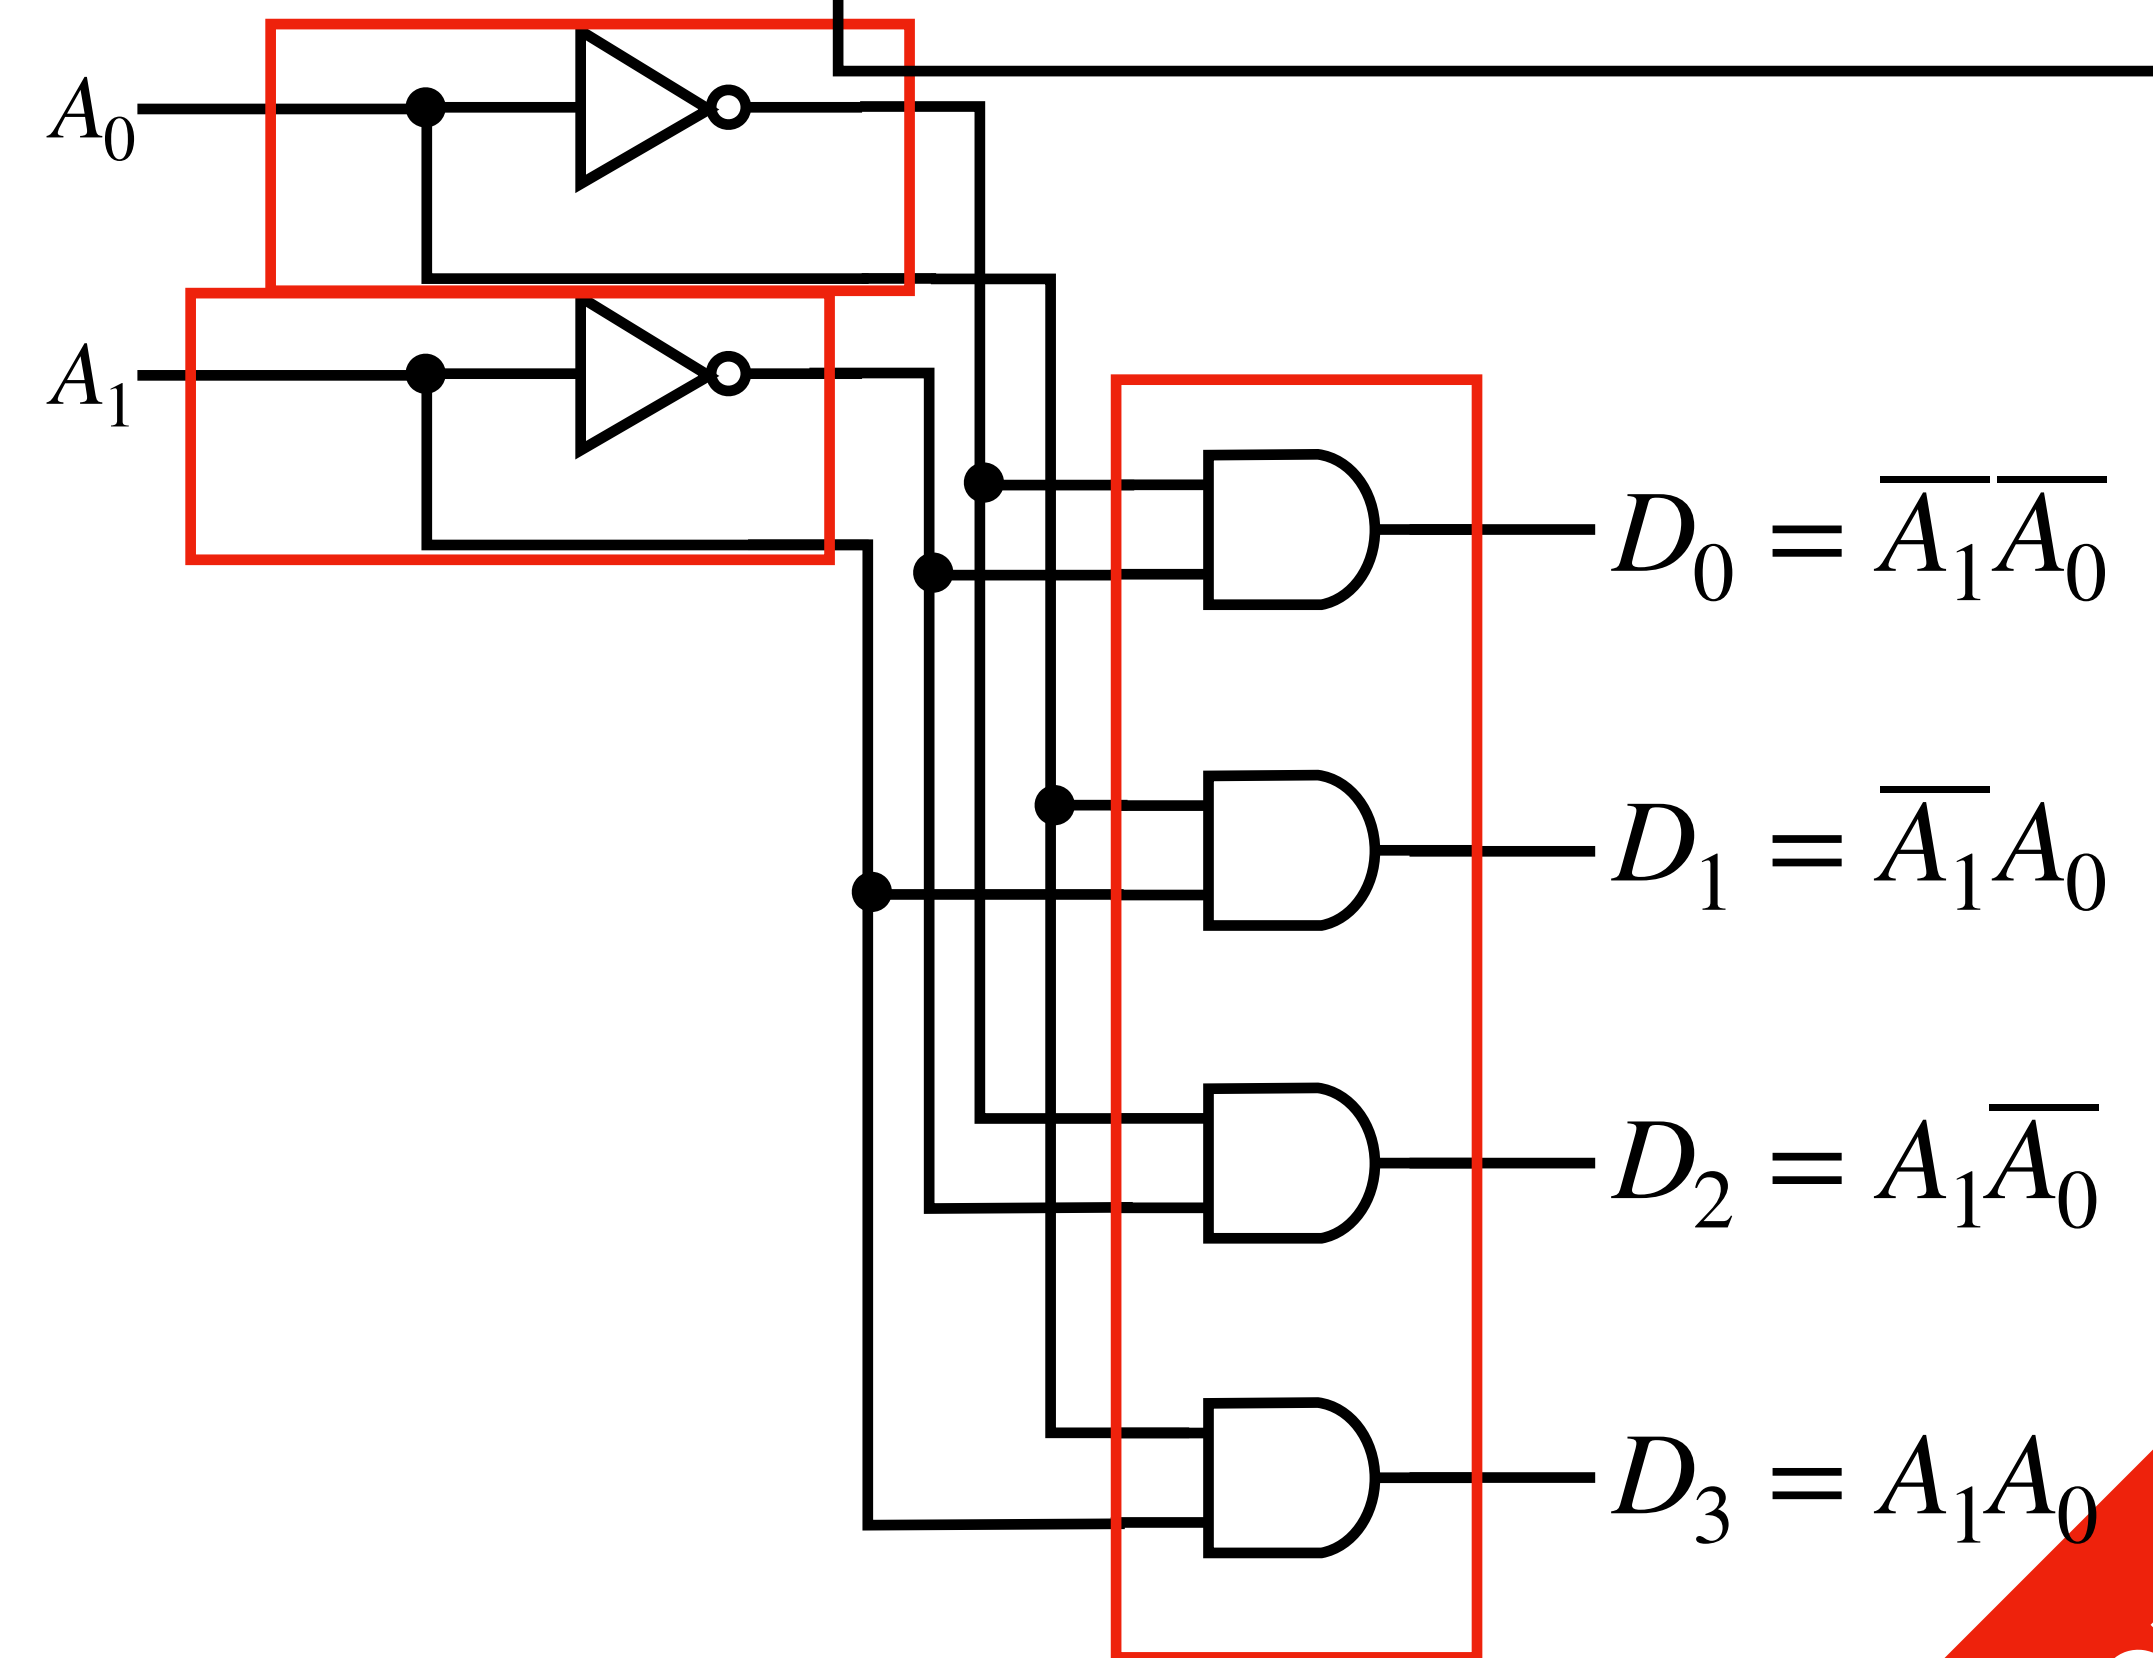 A₀
A₁
D₀ = A̅₁A̅₀
D₁ = A̅₁A₀
D₂ = A₁A̅₀
D₃ = A₁A₀